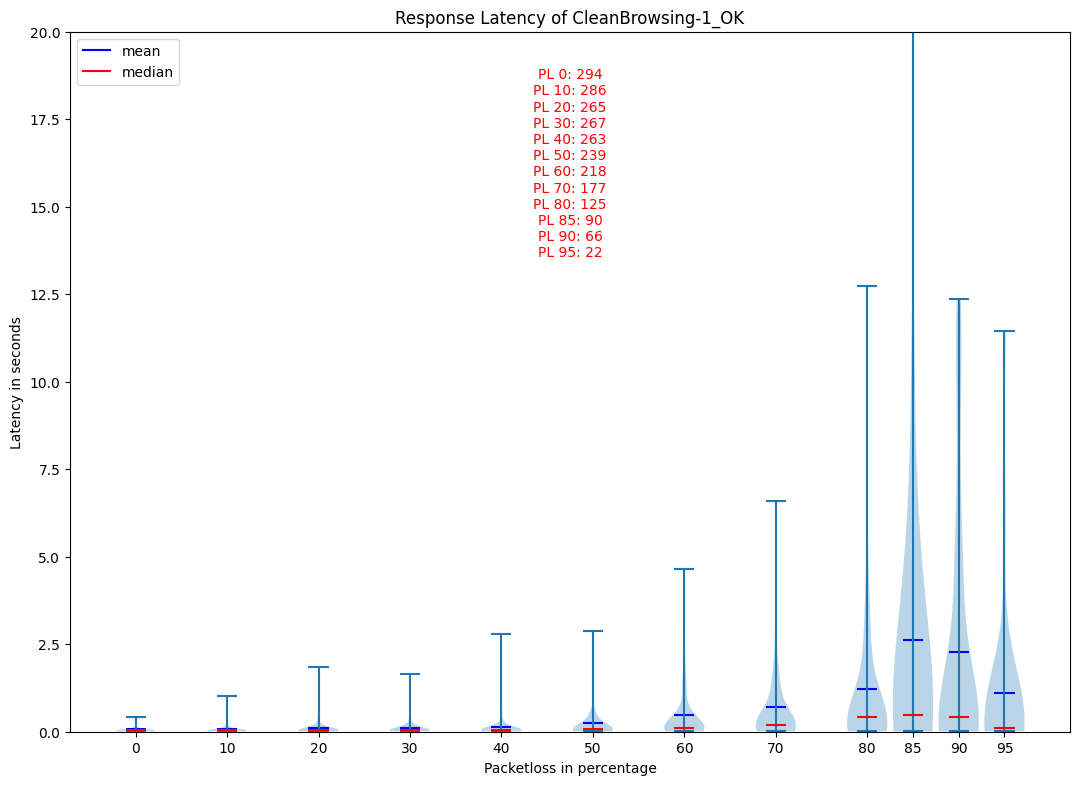 Response Latency of CleanBrowsing-1_OK
mean
median
PL 0: 294
PL 10: 286
PL 20: 265
PL 30: 267
PL 40: 263
PL 50: 239
PL 60: 218
PL 70: 177
PL 80: 125
PL 85: 90
PL 90: 66
PL 95: 22
Latency in seconds
20.0
17.5
15.0
12.5
10.0
7.5
5.0
2.5
0.0
0 10 20 30 40 50 60 70 80 85 90 95
Packetloss in percentage